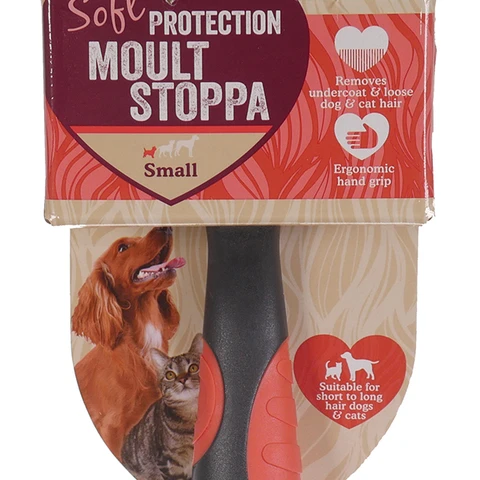 Soft PROTECTION
MOULT
STOPPA
Small
Removes
undercoat & loose
dog & cat hair
Ergonomic
hand grip
Suitable for
short to long
hair dogs
& cats